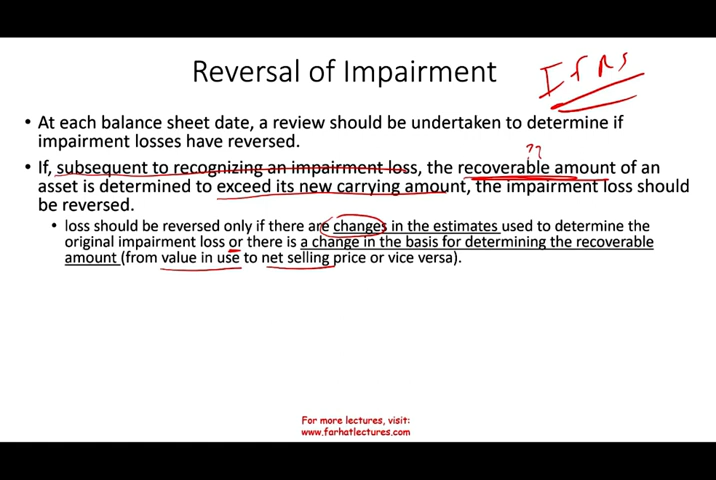 Reversal of Impairment
IFRS
• At each balance sheet date, a review should be undertaken to determine if
impairment losses have reversed.
??
• If, subsequent to recognizing an impairment loss, the recoverable amount of an
asset is determined to exceed its new carrying amount, the impairment loss should
be reversed.
• loss should be reversed only if there are changes in the estimates used to determine the
original impairment loss or there is a change in the basis for determining the recoverable
amount (from value in use to net selling price or vice versa).
For more lectures, visit:
www.farhatlectures.com